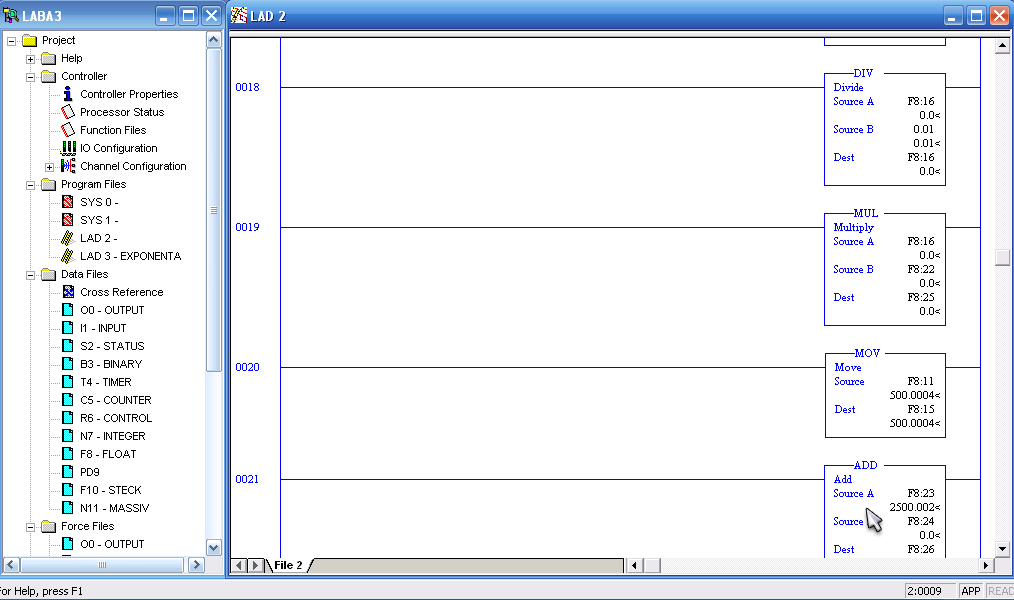 LABA3
Project
Help
Controller
Controller Properties
Processor Status
Function Files
IO Configuration
Channel Configuration
Program Files
SYS 0 -
SYS 1 -
LAD 2 -
LAD 3 - EXPONENTA
Data Files
Cross Reference
O0 - OUTPUT
I1 - INPUT
S2 - STATUS
B3 - BINARY
T4 - TIMER
C5 - COUNTER
R6 - CONTROL
N7 - INTEGER
F8 - FLOAT
PD9
F10 - STECK
N11 - MASSIV
Force Files
O0 - OUTPUT
LAD 2
0018
DIV
Divide
Source A F8:16
0.0<
Source B 0.01
0.01<
Dest F8:16
0.0<
0019
MUL
Multiply
Source A F8:16
0.0<
Source B F8:22
0.0<
Dest F8:25
0.0<
0020
MOV
Move
Source F8:11
500.0004<
Dest F8:15
500.0004<
0021
ADD
Add
Source A F8:23
2500.002<
Source F8:24
0.0<
Dest F8:26
File 2
For Help, press F1
2:0009 APP READ